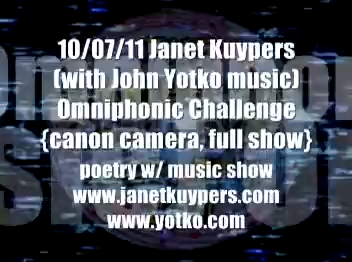 10/07/11 Janet Kuypers
(with John Yotko music)
Omniphonic Challenge
{canon camera, full show}
poetry w/ music show
www.janetkuypers.com
www.yotko.com